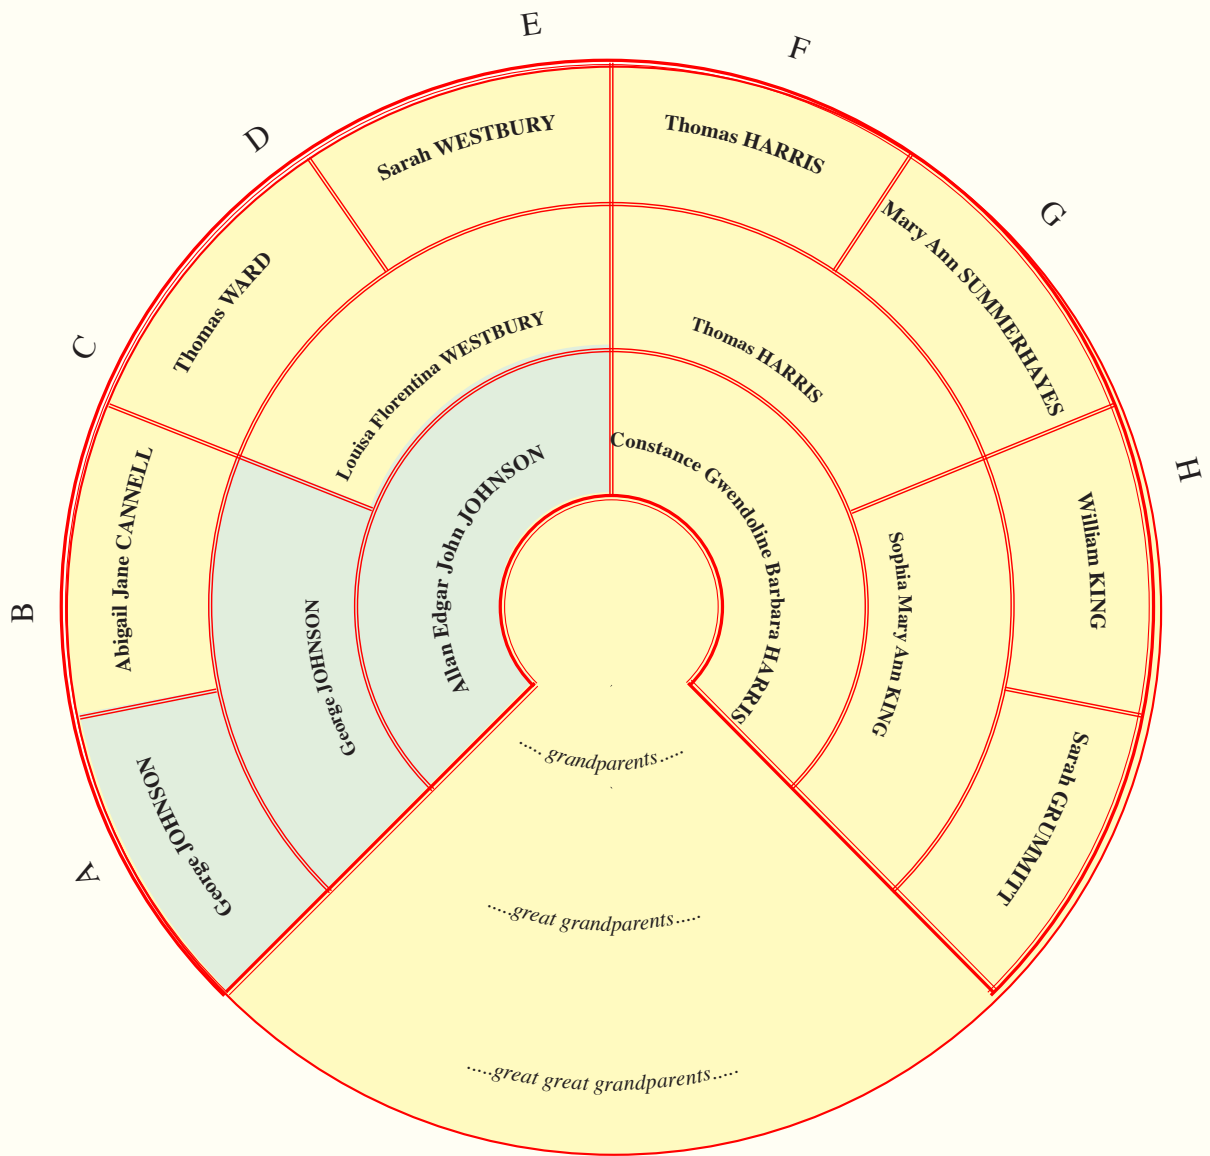 A
B
C
D
E
F
G
H
George JOHNSON
Abigail Jane CANNELL
Thomas WARD
Sarah WESTBURY
Thomas HARRIS
Mary Ann SUMMERHAYES
William KING
Sarah GRUMMITT
George JOHNSON
Louisa Florentina WESTBURY
Thomas HARRIS
Sophia Mary Ann KING
Allan Edgar John JOHNSON
Constance Gwendoline Barbara HARRIS
..... grandparents.....
.....great grandparents.....
.....great great grandparents.....